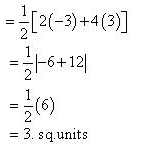 = 1/2 [2(−3)+4(3)]
= 1/2 |−6+12|
= 1/2 (6)
= 3. sq.units